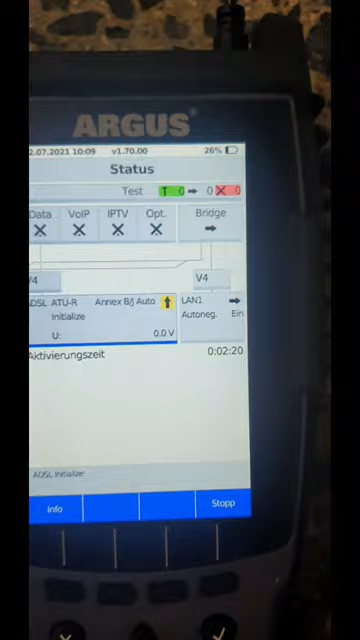 ARGUS
2.07.2021 10:09 v1.70.00 26%
Status
Test 0 0 0
Data VoIP IPTV Opt. Bridge
V4 V4
ADSL ATU-R Annex B/J Auto LAN1
Initialize Autoneg. Ein
U: 0.0 V
Aktivierungszeit 0:02:20
ADSL Initialize
Info Stopp